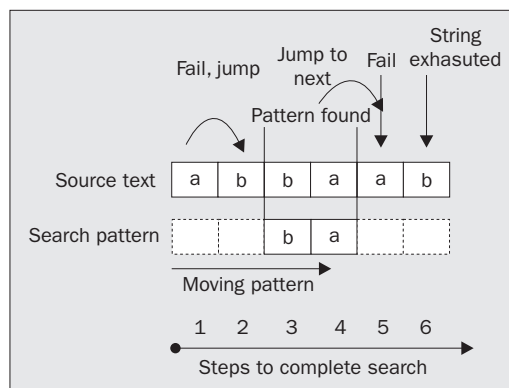 String
exhasuted
Jump to
next
Fail
Fail, jump
Pattern found
Source text
a b b a a b
Search pattern
b a
Moving pattern
1 2 3 4 5 6
Steps to complete search